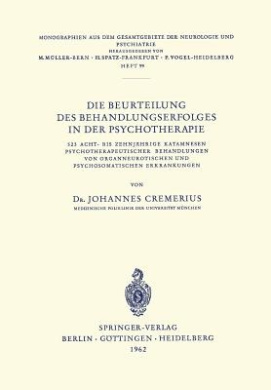 MONOGRAPHIEN AUS DEM GESAMTGEBIETE DER NEUROLOGIE UND
PSYCHIATRIE
HERAUSGEGEBEN VON
M. MÜLLER-BERN · H. SPATZ-FRANKFURT · P. VOGEL-HEIDELBERG
HEFT 99
DIE BEURTEILUNG
DES BEHANDLUNGSERFOLGES
IN DER PSYCHOTHERAPIE
523 ACHT- BIS ZEHNJÄHRIGE KATAMNESEN
PSYCHOTHERAPEUTISCHER BEHANDLUNGEN
VON ORGANNEUROTISCHEN UND
PSYCHOSOMATISCHEN ERKRANKUNGEN
VON
DR. JOHANNES CREMERIUS
MEDIZINISCHE POLIKLINIK DER UNIVERSITÄT MÜNCHEN
SPRINGER-VERLAG
BERLIN · GÖTTINGEN · HEIDELBERG
1962